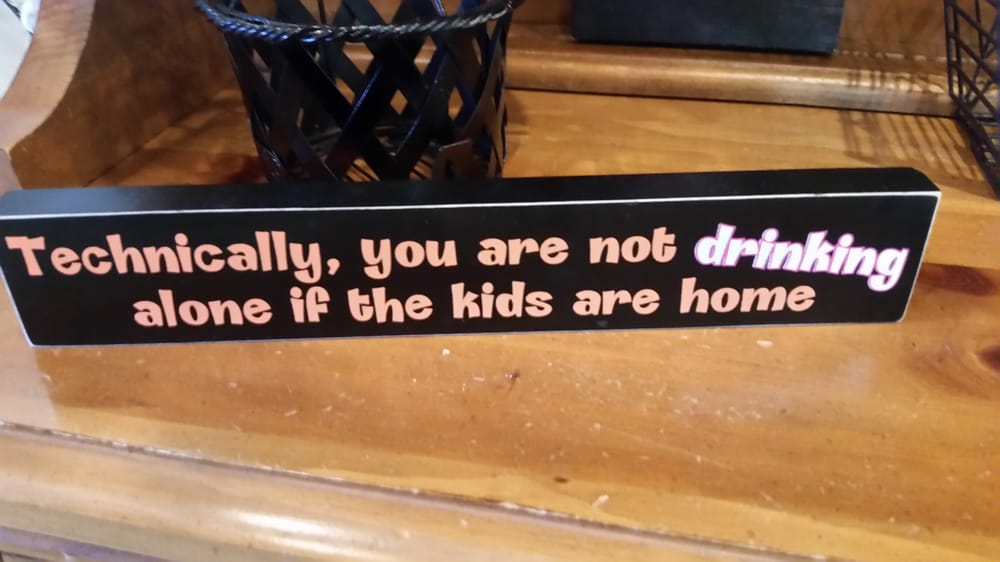 Technically, you are not drinking
alone if the kids are home